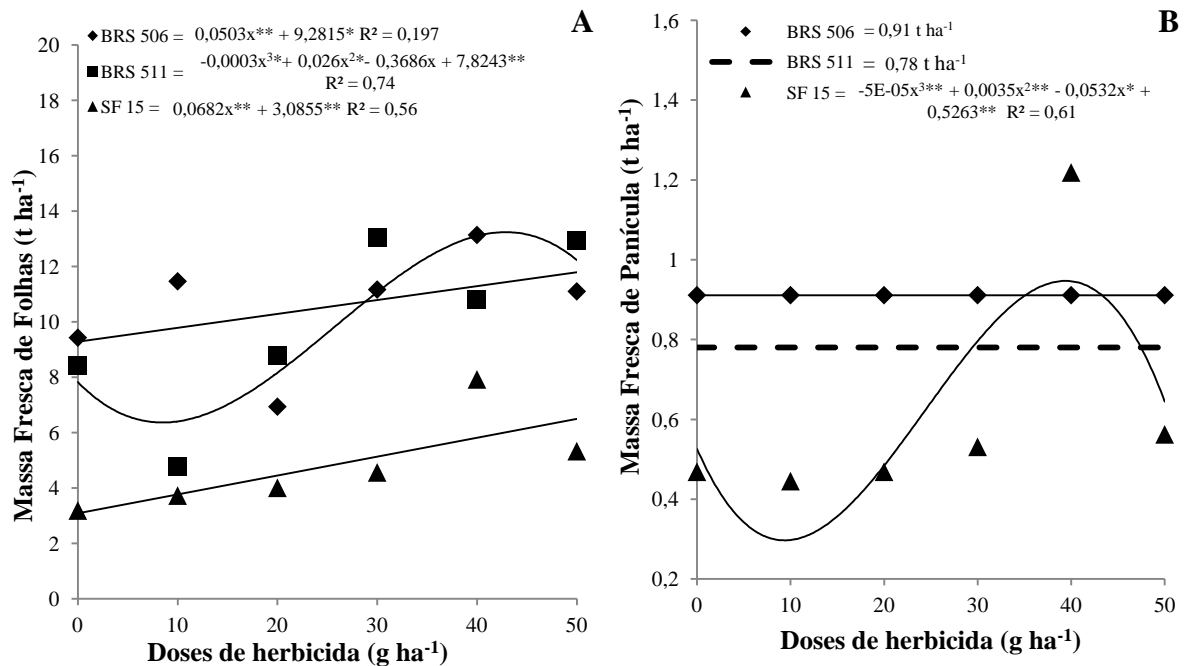 A
BRS 506 = 0,0503x** + 9,2815* R² = 0,197
BRS 511 = -0,0003x³*+ 0,026x²*- 0,3686x + 7,8243**
R² = 0,74
SF 15 = 0,0682x** + 3,0855** R² = 0,56
Massa Fresca de Folhas (t ha⁻¹)
20
18
16
14
12
10
8
6
4
2
0
0 10 20 30 40 50
Doses de herbicida (g ha⁻¹)
B
BRS 506 = 0,91 t ha⁻¹
BRS 511 = 0,78 t ha⁻¹
SF 15 = -5E-05x³** + 0,0035x²** - 0,0532x* +
0,5263** R² = 0,61
Massa Fresca de Panícula (t ha⁻¹)
1,6
1,4
1,2
1
0,8
0,6
0,4
0,2
0 10 20 30 40 50
Doses de herbicida (g ha⁻¹)